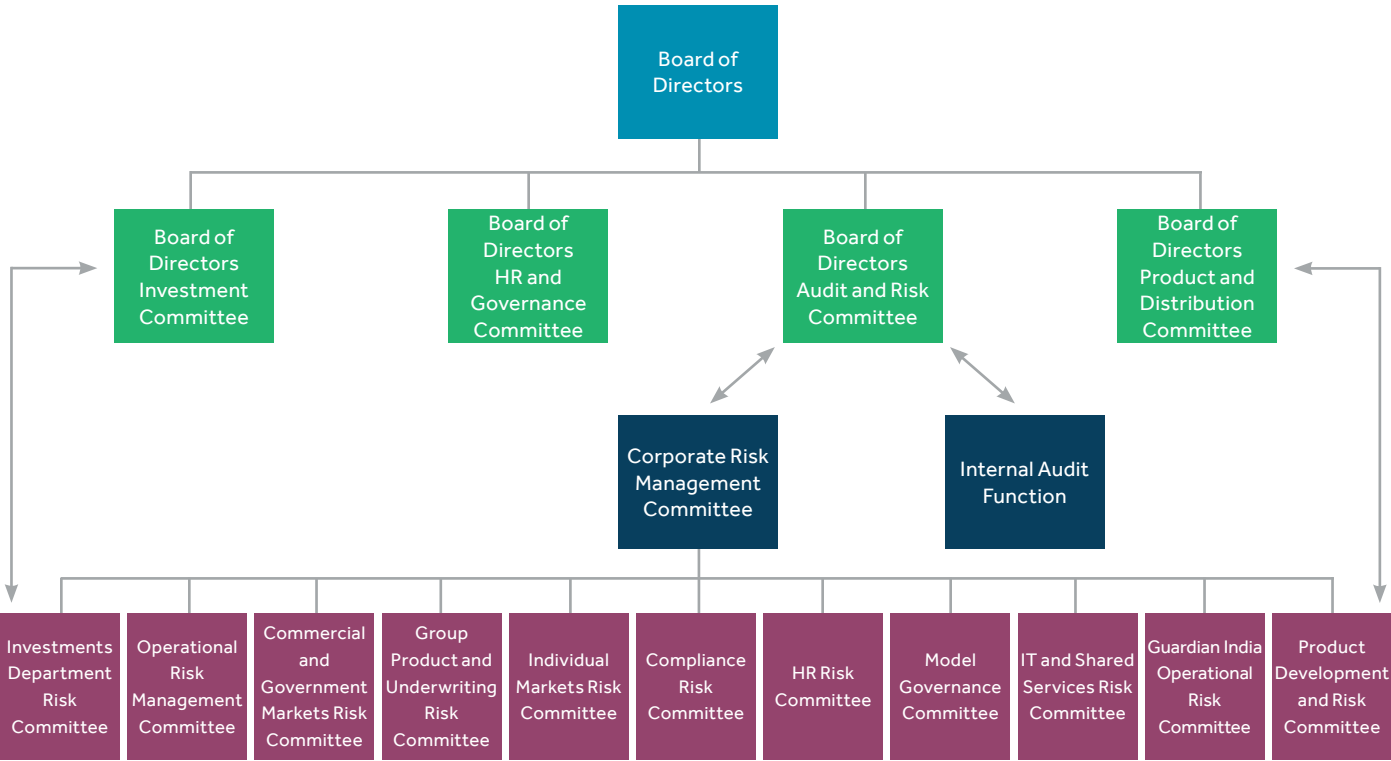 Board of
Directors
Board of
Directors
Investment
Committee
Board of
Directors
HR and
Governance
Committee
Board of
Directors
Audit and Risk
Committee
Board of
Directors
Product and
Distribution
Committee
Corporate Risk
Management
Committee
Internal Audit
Function
Investments
Department
Risk
Committee
Operational
Risk
Management
Committee
Commercial
and
Government
Markets Risk
Committee
Group
Product and
Underwriting
Risk
Committee
Individual
Markets Risk
Committee
Compliance
Risk
Committee
HR Risk
Committee
Model
Governance
Committee
IT and Shared
Services Risk
Committee
Guardian India
Operational
Risk
Committee
Product
Development
and Risk
Committee